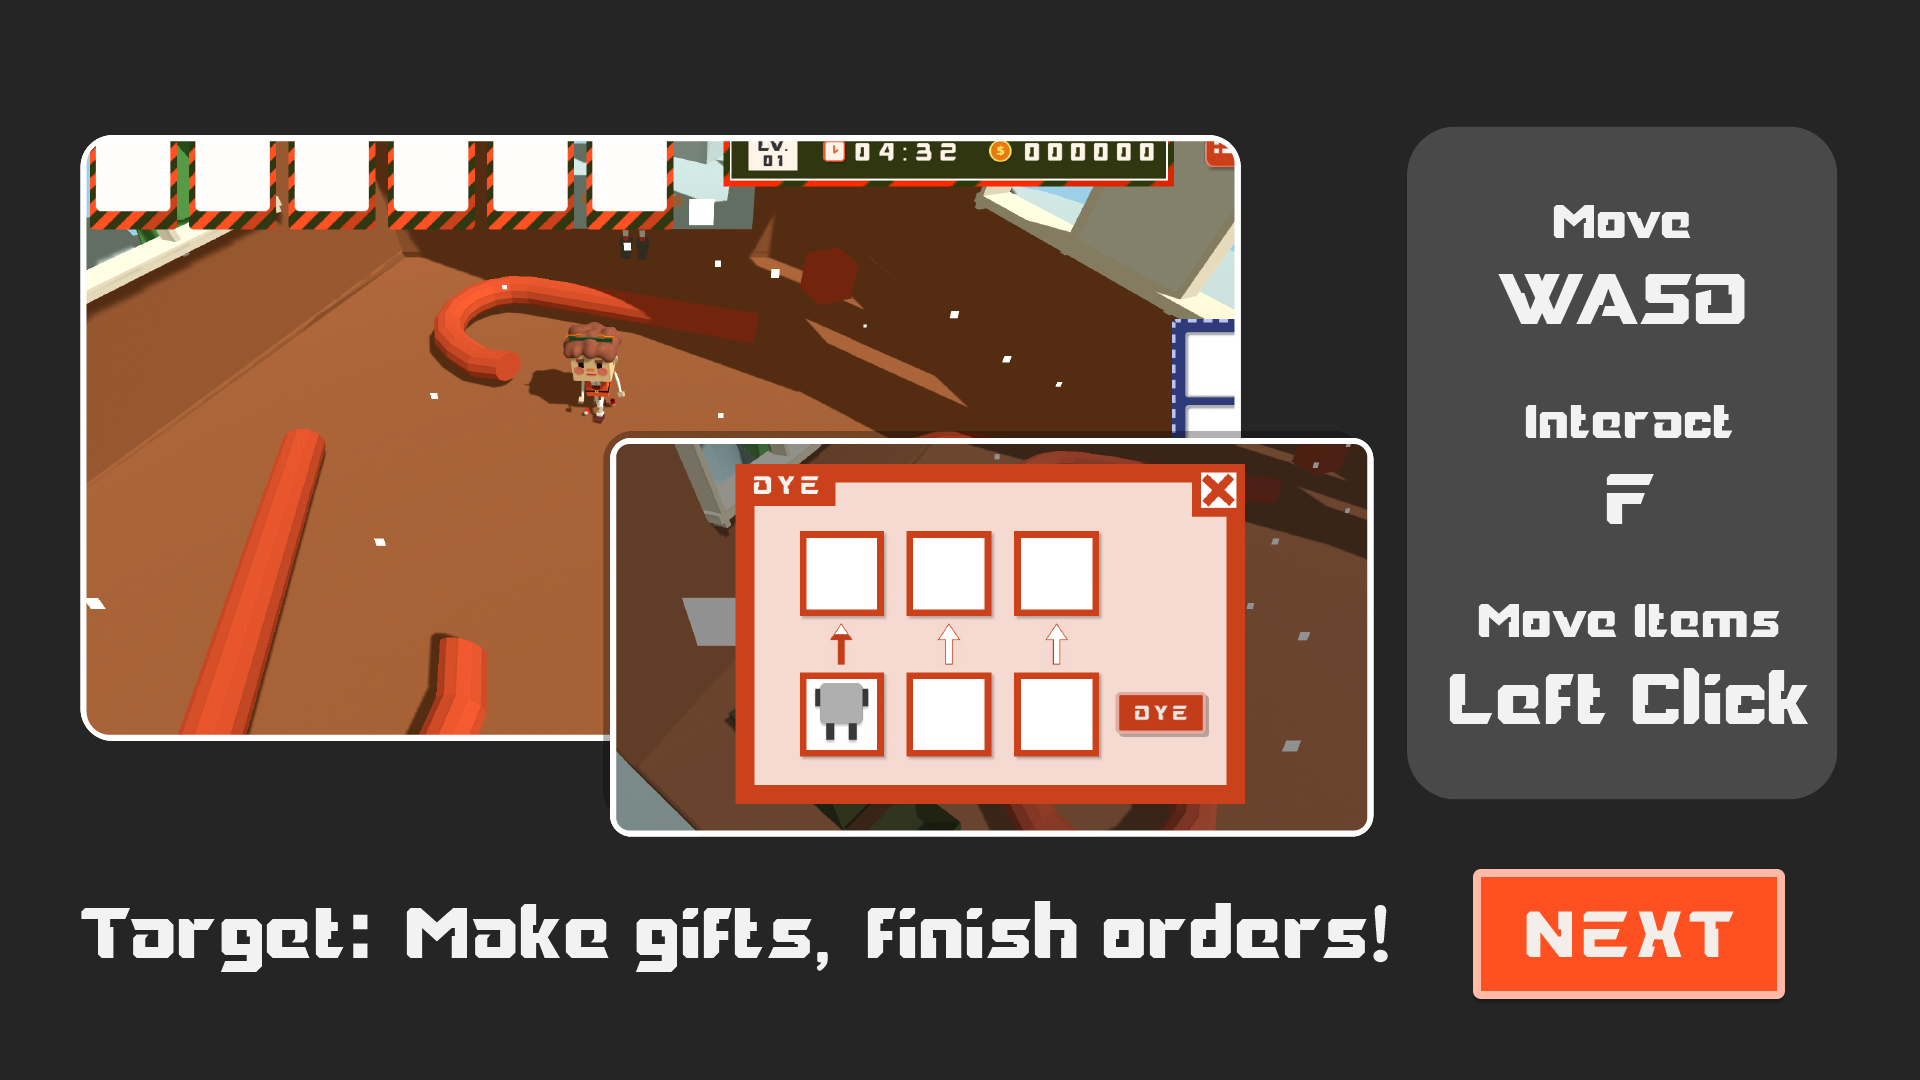 LV.
01
04:32
000000
DYE
DYE
Move
WASD
Interact
F
Move Items
Left Click
Target: Make gifts, finish orders!
NEXT